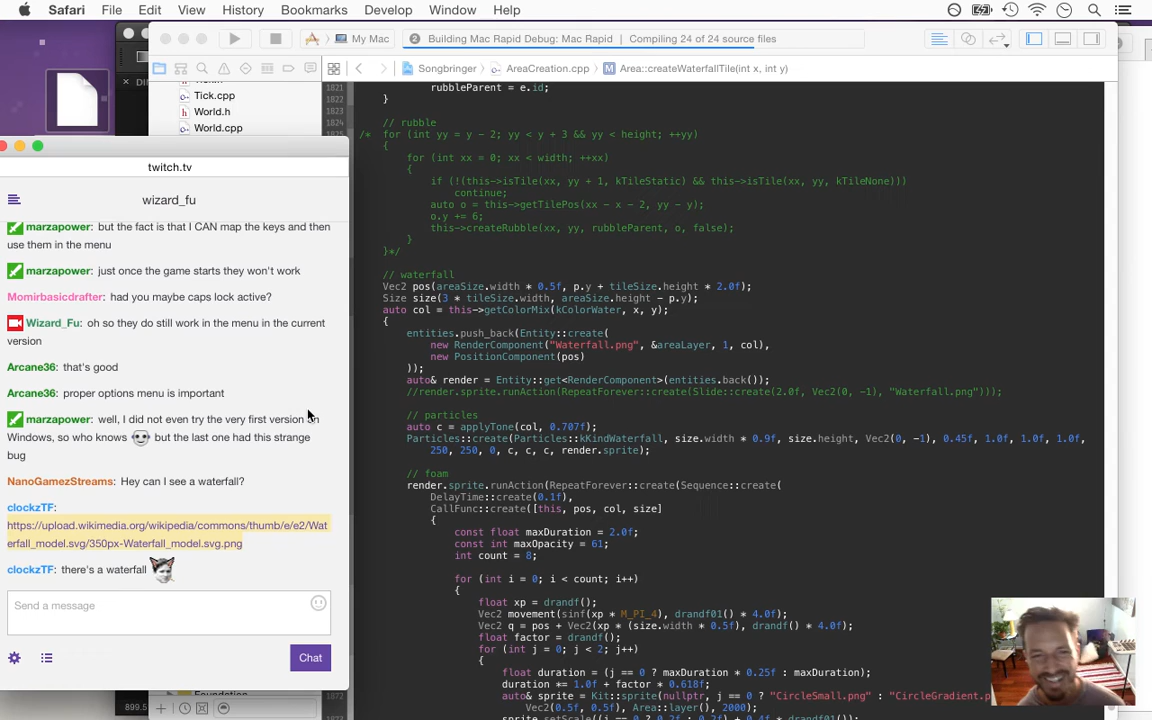 Safari File Edit View History Bookmarks Develop Window Help
My Mac
2 Building Mac Rapid Debug: Mac Rapid | Compiling 24 of 24 source files
Songbringer AreaCreation.cpp M Area::createWaterfallTile(int x, int y)
Tick.cpp
World.h
World.cpp
twitch.tv
wizard_fu
marzapower: but the fact is that I CAN map the keys and then
use them in the menu
marzapower: just once the game starts they won't work
Momirbasicdrafter: had you maybe caps lock active?
Wizard_Fu: oh so they do still work in the menu in the current
version
Arcane36: that's good
Arcane36: proper options menu is important
marzapower: well, I did not even try the very first version on
Windows, so who knows but the last one had this strange
bug
NanoGamezStreams: Hey can I see a waterfall?
clockzTF:
https://upload.wikimedia.org/wikipedia/commons/thumb/e/e2/Wat
erfall_model.svg/350px-Waterfall_model.svg.png
clockzTF: there's a waterfall
Send a message
Chat
Foundation
899.5
1821 rubbleParent = e.id;
1822 }
1823
1824 // rubble
/* for (int yy = y - 2; yy < y + 3 && yy < height; ++yy)
{
for (int xx = 0; xx < width; ++xx)
{
if (!(this->isTile(xx, yy + 1, kTileStatic) && this->isTile(xx, yy, kTileNone)))
continue;
auto o = this->getTilePos(xx - x - 2, yy - y);
o.y += 6;
this->createRubble(xx, yy, rubbleParent, o, false);
}
}*/
// waterfall
Vec2 pos(areaSize.width * 0.5f, p.y + tileSize.height * 2.0f);
Size size(3 * tileSize.width, areaSize.height - p.y);
auto col = this->getColorMix(kColorWater, x, y);
{
entities.push_back(Entity::create(
new RenderComponent("Waterfall.png", &areaLayer, 1, col),
new PositionComponent(pos)
));
auto& render = Entity::get<RenderComponent>(entities.back());
//render.sprite.runAction(RepeatForever::create(Slide::create(2.0f, Vec2(0, -1), "Waterfall.png")));
// particles
auto c = applyTone(col, 0.707f);
Particles::create(Particles::kKindWaterfall, size.width * 0.9f, size.height, Vec2(0, -1), 0.45f, 1.0f, 1.0f, 1.0f,
250, 250, 0, c, c, c, render.sprite);
// foam
render.sprite.runAction(RepeatForever::create(Sequence::create(
DelayTime::create(0.1f),
CallFunc::create([this, pos, col, size]
{
const float maxDuration = 2.0f;
const int maxOpacity = 61;
int count = 8;
for (int i = 0; i < count; i++)
{
float xp = drandf();
Vec2 movement(sinf(xp * M_PI_4), drandf01() * 4.0f);
Vec2 q = pos + Vec2(xp * (size.width * 0.5f), drandf() * 4.0f);
float factor = drandf();
for (int j = 0; j < 2; j++)
{
float duration = (j == 0 ? maxDuration * 0.25f : maxDuration);
duration *= 1.0f + factor * 0.618f;
auto& sprite = Kit::sprite(nullptr, j == 0 ? "CircleSmall.png" : "CircleGradient.p
Vec2(0.5f, 0.5f), Area::layer(), 2000);